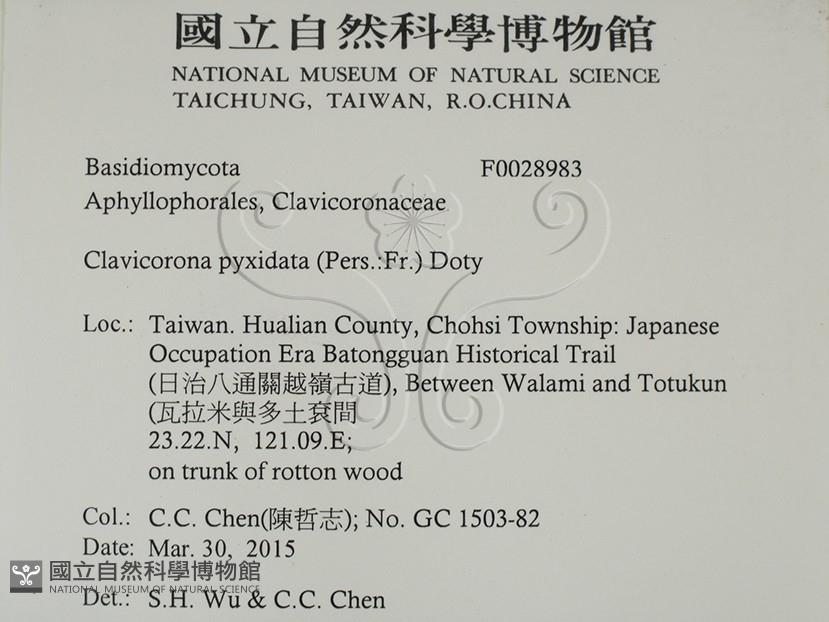 國立自然科學博物館
NATIONAL MUSEUM OF NATURAL SCIENCE
TAICHUNG, TAIWAN, R.O.CHINA
Basidiomycota F0028983
Aphyllophorales, Clavicoronaceae
Clavicorona pyxidata (Pers.:Fr.) Doty
Loc.: Taiwan. Hualian County, Chohsi Township: Japanese
Occupation Era Batongguan Historical Trail
(日治八通關越嶺古道), Between Walami and Totukun
(瓦拉米與多土袞間
23.22.N, 121.09.E;
on trunk of rotton wood
Col.: C.C. Chen(陳哲志); No. GC 1503-82
Date: Mar. 30, 2015
國立自然科學博物館
NATIONAL MUSEUM OF NATURAL SCIENCE
Det.: S.H. Wu & C.C. Chen